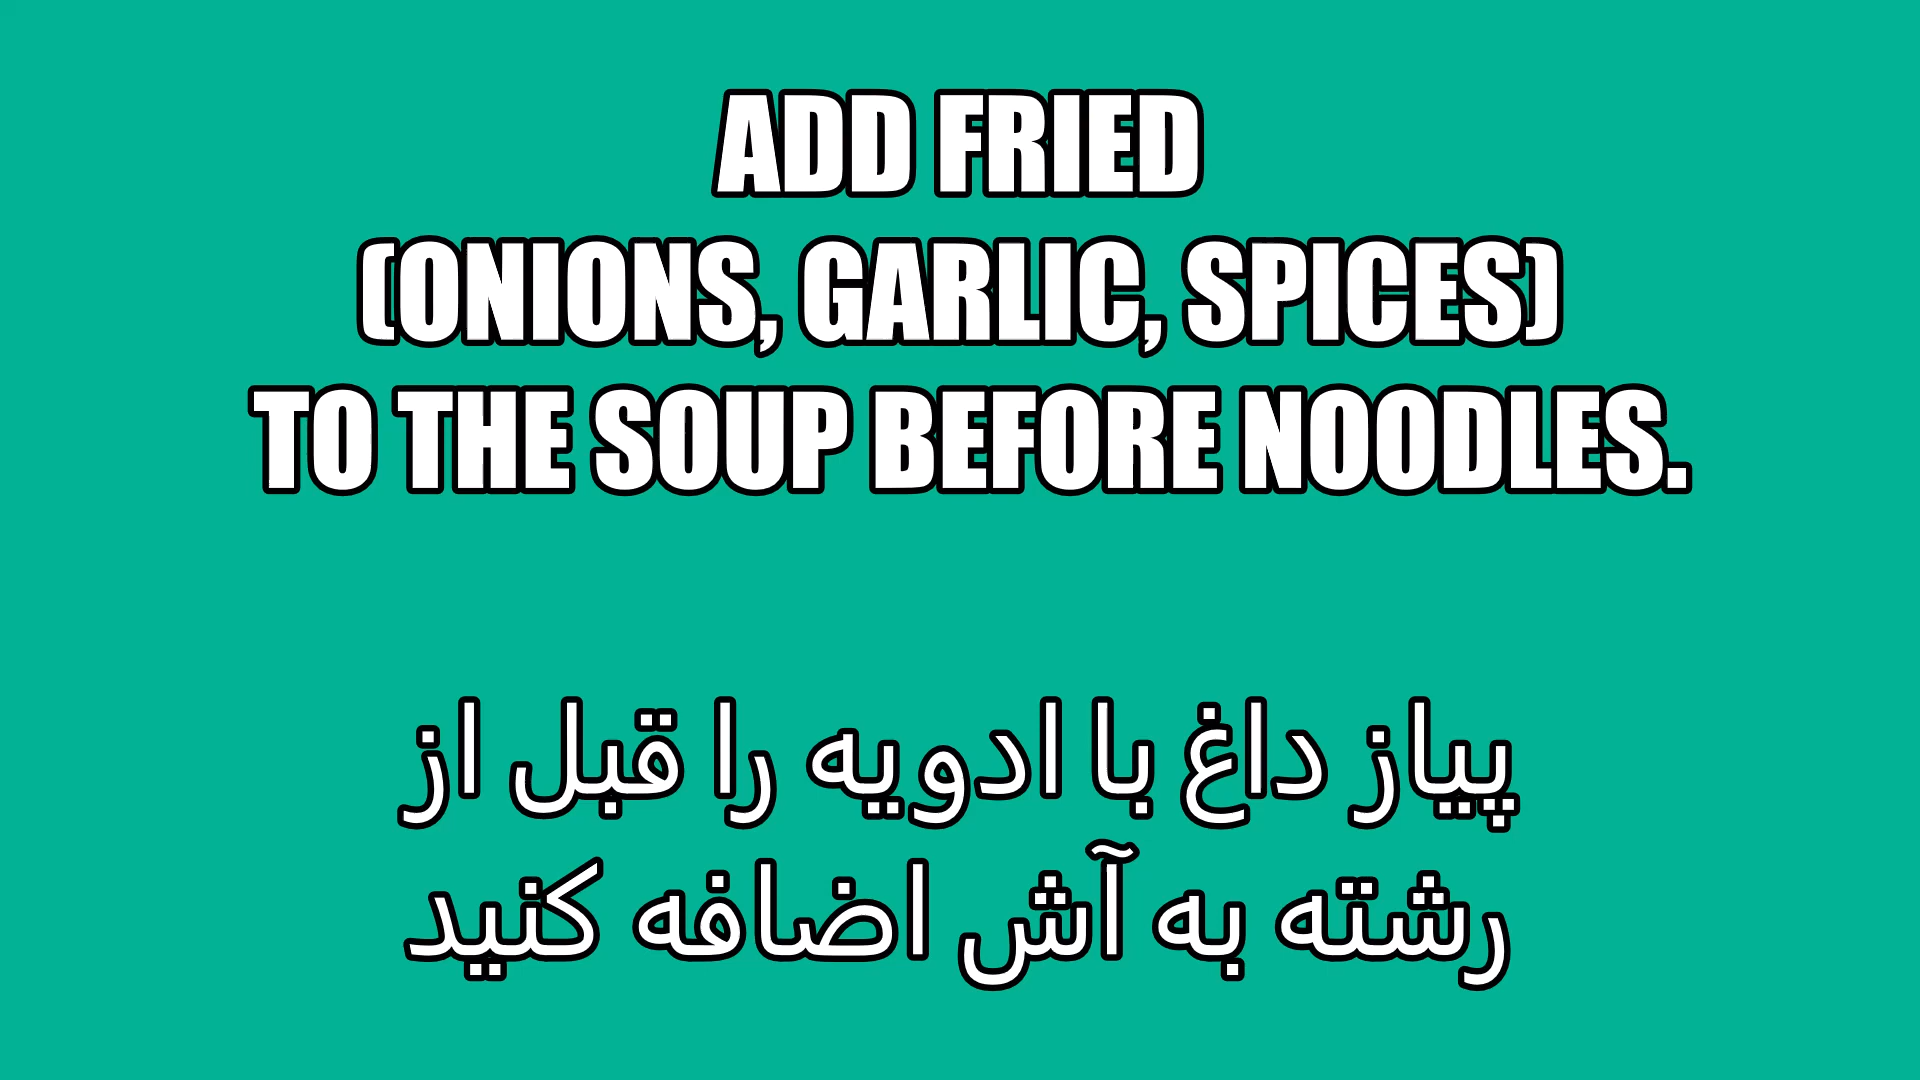 ADD FRIED
(ONIONS, GARLIC, SPICES)
TO THE SOUP BEFORE NOODLES.
پیاز داغ با ادویه را قبل از
رشته به آش اضافه کنید